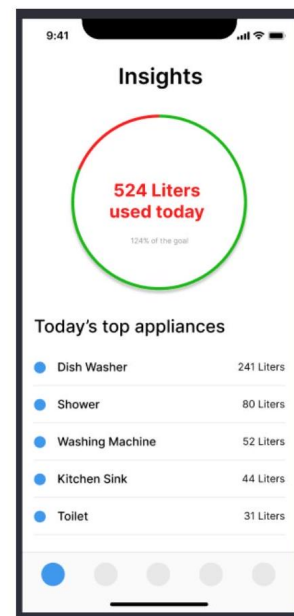 9:41
Insights
524 Liters
used today
124% of the goal
Today's top appliances
Dish Washer 241 Liters
Shower 80 Liters
Washing Machine 52 Liters
Kitchen Sink 44 Liters
Toilet 31 Liters